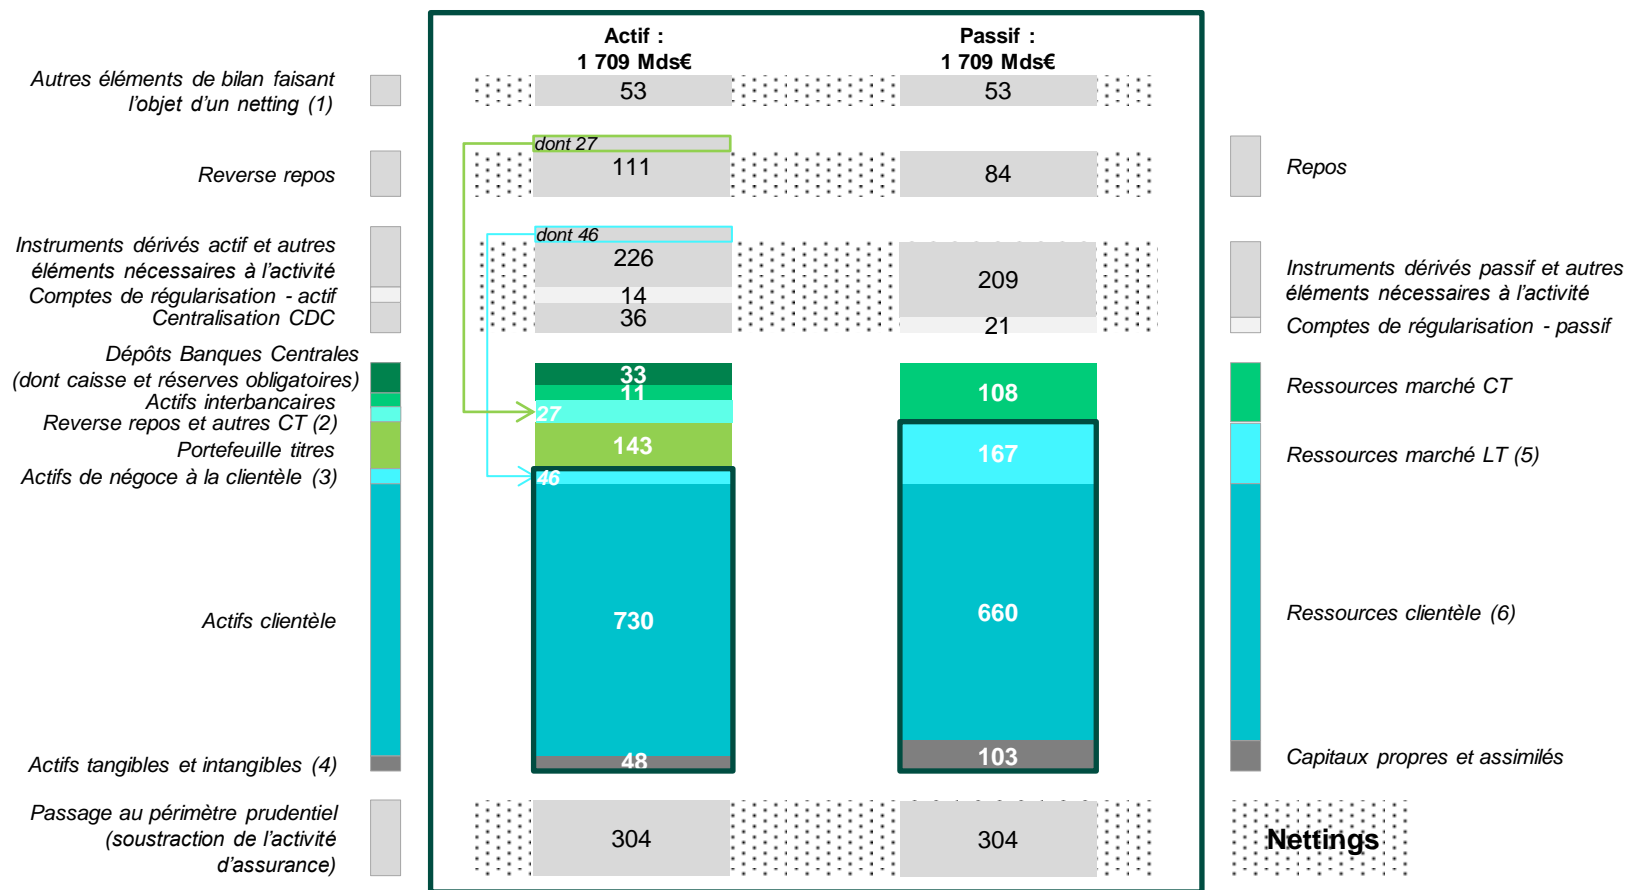 Actif :
1 709 Mds€
Passif :
1 709 Mds€
Autres éléments de bilan faisant
l’objet d’un netting (1)
53
53
dont 27
Reverse repos
111
84
Repos
dont 46
Instruments dérivés actif et autres
éléments nécessaires à l’activité
226
209
Instruments dérivés passif et autres
éléments nécessaires à l’activité
Comptes de régularisation - actif
14
Centralisation CDC
36
21
Comptes de régularisation - passif
Dépôts Banques Centrales
(dont caisse et réserves obligatoires)
33
Actifs interbancaires
11
108
Ressources marché CT
Reverse repos et autres CT (2)
27
Portefeuille titres
143
167
Ressources marché LT (5)
Actifs de négoce à la clientèle (3)
46
Actifs clientèle
730
660
Ressources clientèle (6)
Actifs tangibles et intangibles (4)
48
103
Capitaux propres et assimilés
Passage au périmètre prudentiel
(soustraction de l’activité
d’assurance)
304
304
Nettings